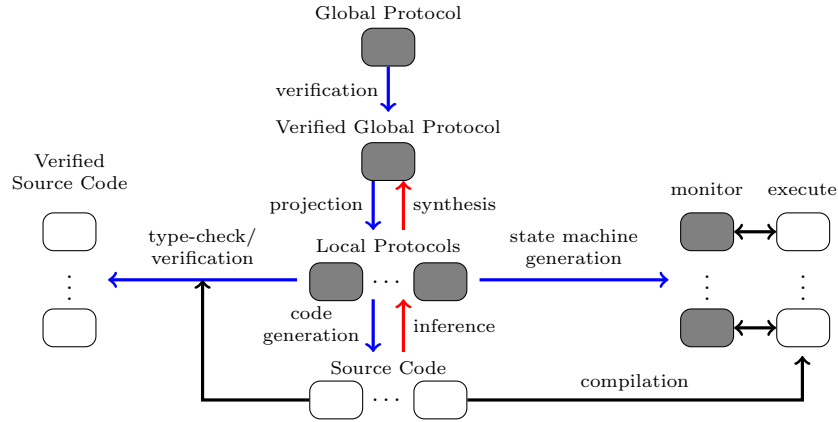 Global Protocol
verification
Verified Global Protocol
Verified
Source Code
projection
synthesis
monitor
execute
type-check/
verification
Local Protocols
state machine
generation
code
generation
inference
Source Code
compilation